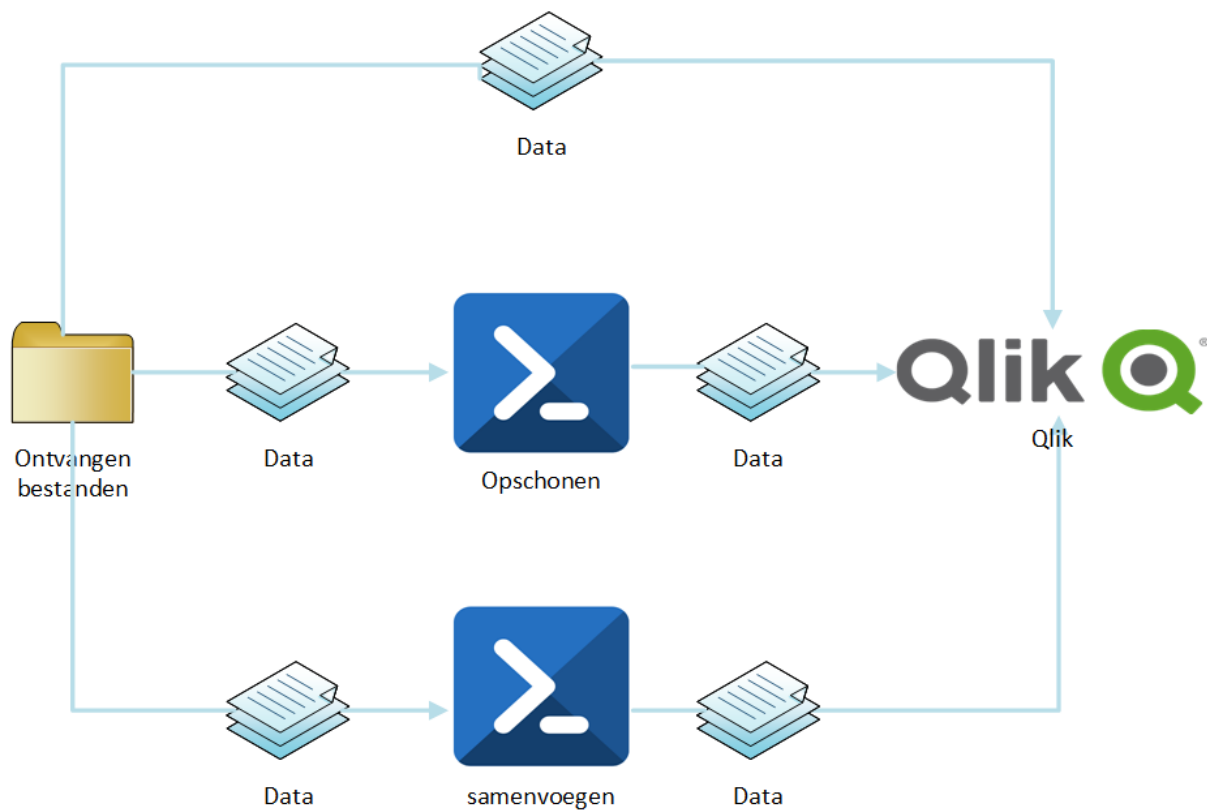 Data
Qlik
®
Ontvangen
bestanden
Data
Opschonen
Data
Qlik
Data
samenvoegen
Data